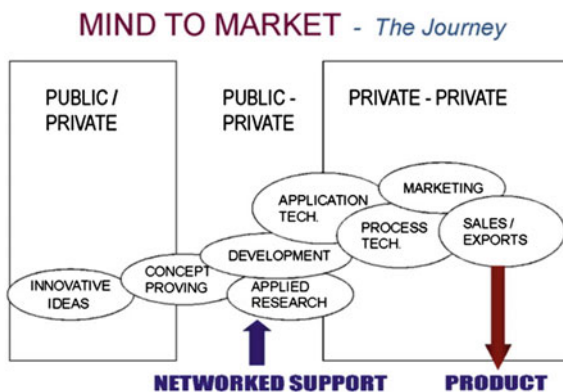 MIND TO MARKET - The Journey
PUBLIC /
PRIVATE
PUBLIC -
PRIVATE
PRIVATE - PRIVATE
INNOVATIVE
IDEAS
CONCEPT
PROVING
DEVELOPMENT
APPLIED
RESEARCH
APPLICATION
TECH.
PROCESS
TECH.
MARKETING
SALES /
EXPORTS
NETWORKED SUPPORT
PRODUCT